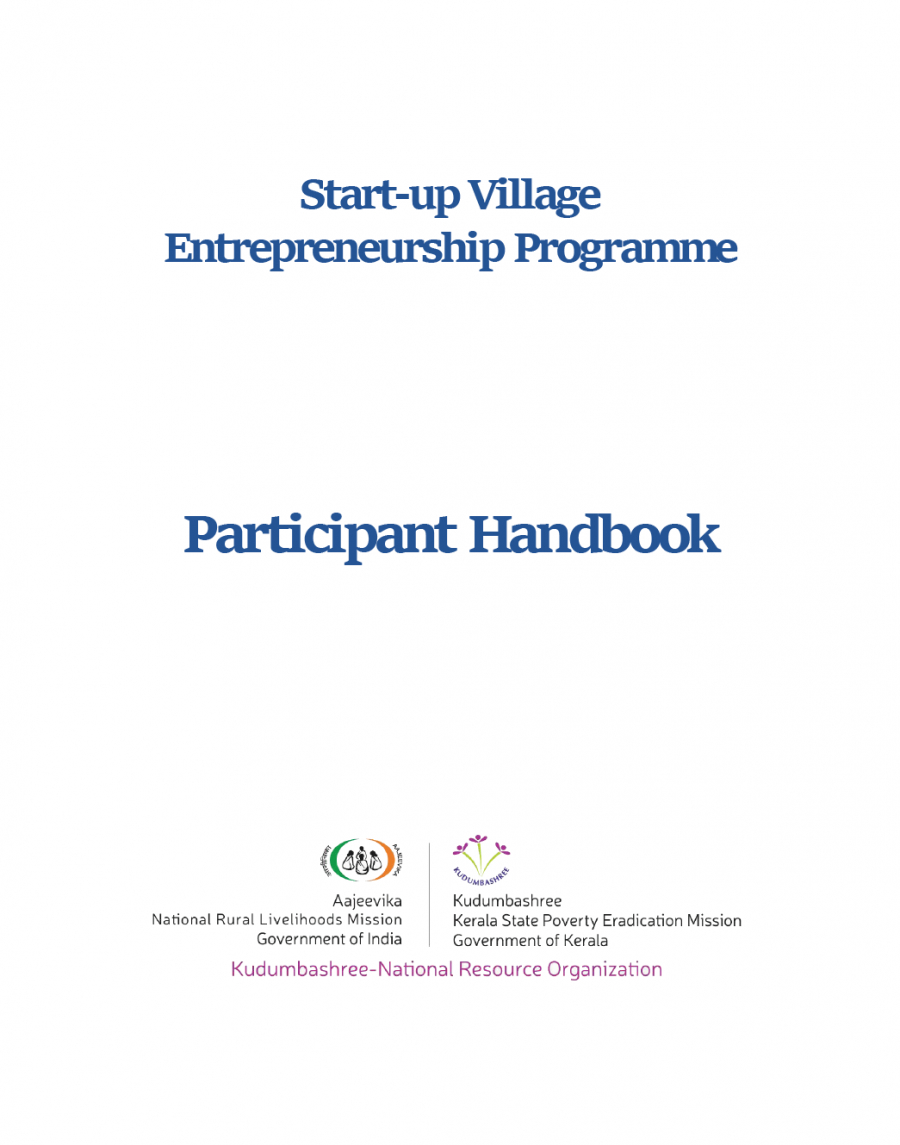 Start-up Village
Entrepreneurship Programme
Participant Handbook
AAJEEVIKA
KUDUMBASHREE
Aajeevika
National Rural Livelihoods Mission
Government of India
Kudumbashree
Kerala State Poverty Eradication Mission
Government of Kerala
Kudumbashree-National Resource Organization